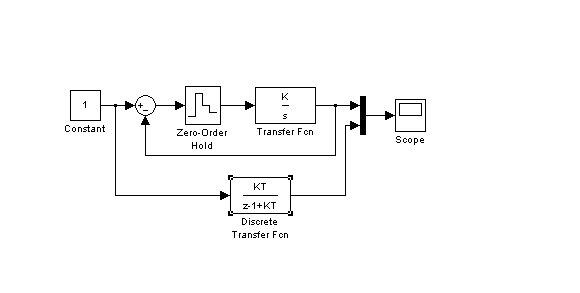 1
Constant
+
-
Zero-Order
Hold
K
s
Transfer Fcn
Scope
KT
z-1+KT
Discrete
Transfer Fcn